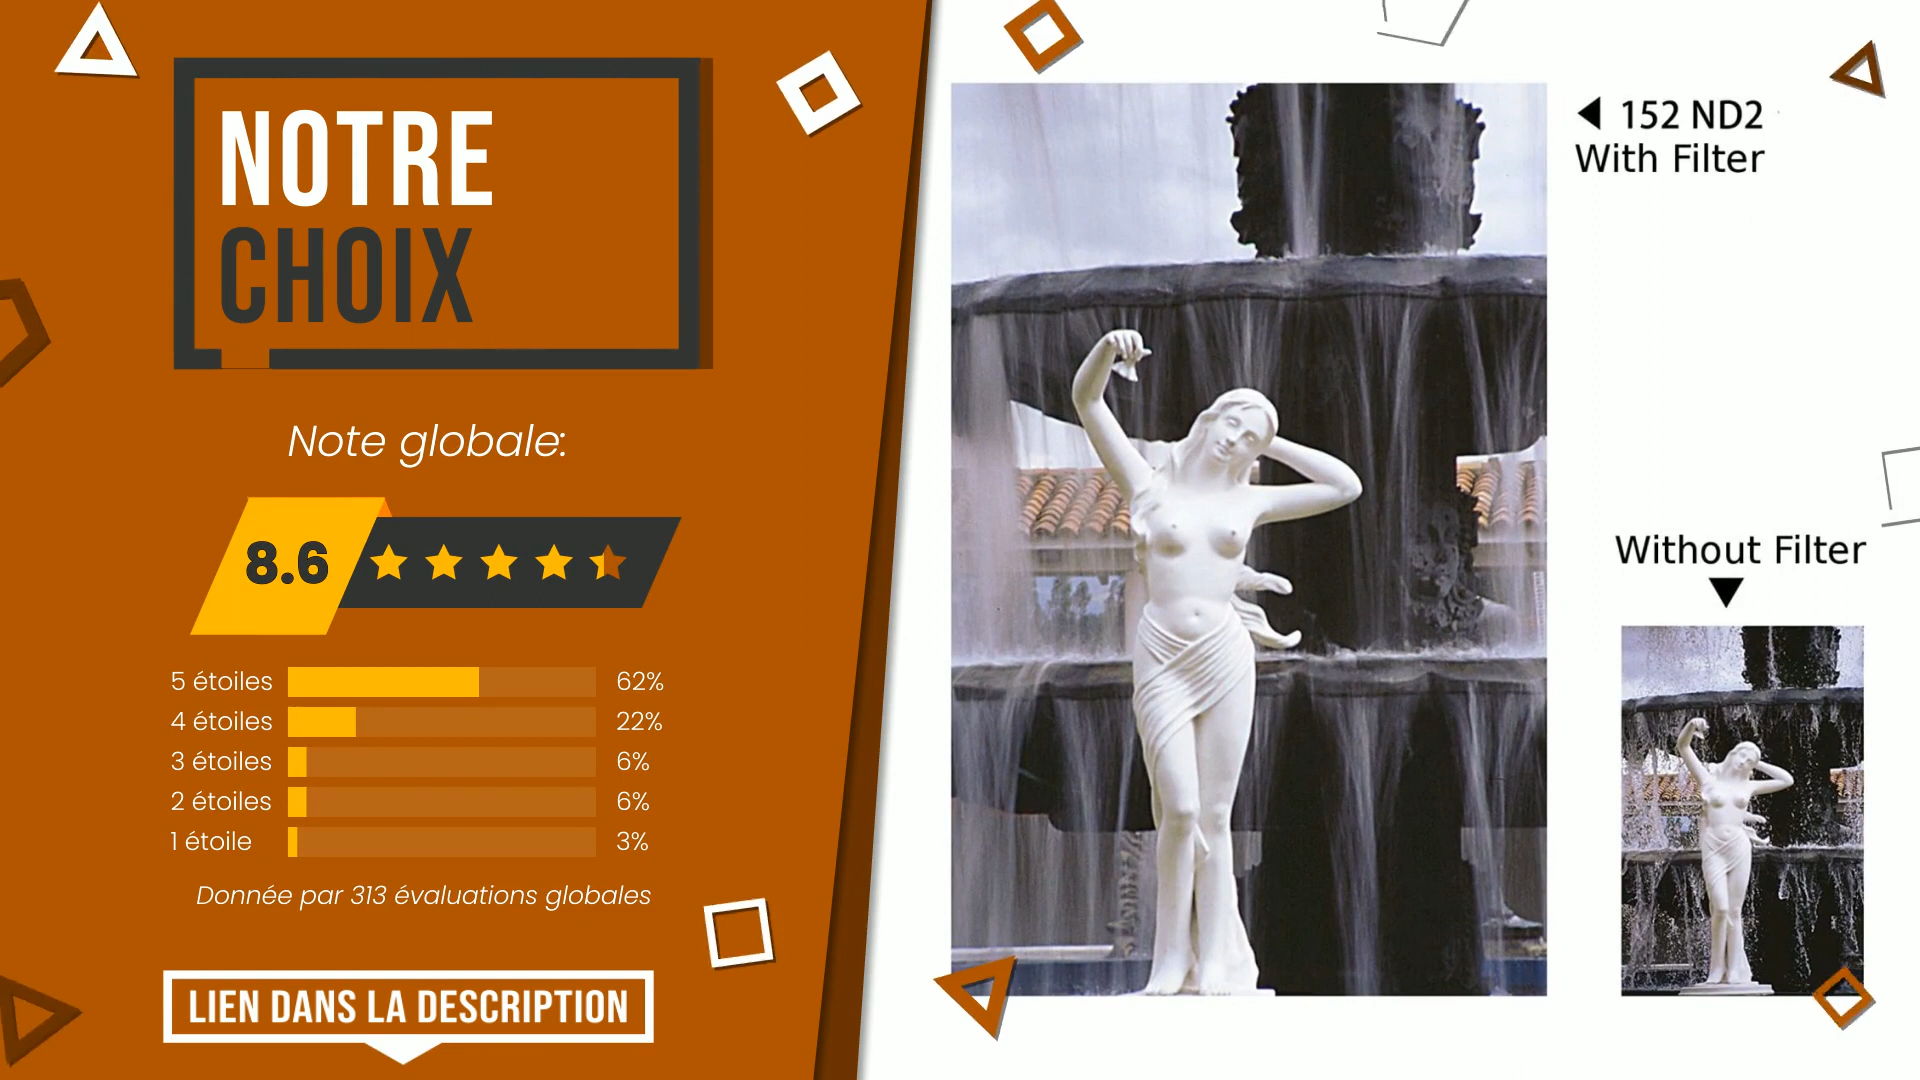 NOTRE
CHOIX
Note globale:
8.6
5 étoiles 62%
4 étoiles 22%
3 étoiles 6%
2 étoiles 6%
1 étoile 3%
Donnée par 313 évaluations globales
LIEN DANS LA DESCRIPTION
152 ND2
With Filter
Without Filter